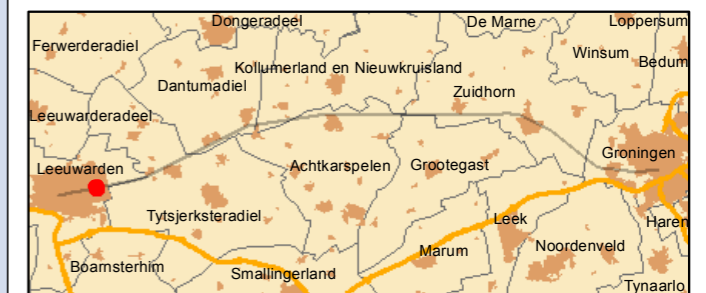 Dongeradeel
De Marne
Loppersum
Ferwerderadiel
Winsum
Bedum
Kollumerland en Nieuwkruisland
Dantumadiel
Zuidhorn
Leeuwarderadeel
Groningen
Leeuwarden
Achtkarspelen
Grootegast
Tytsjerksteradiel
Leek
Haren
Noordenveld
Marum
Boarnsterhim
Smallingerland
Tynaarlo